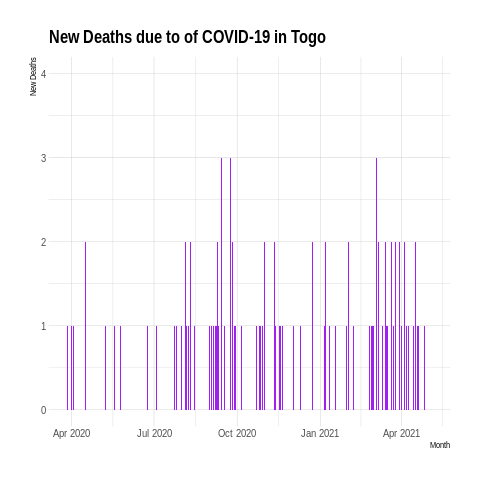 New Deaths due to of COVID-19 in Togo
New Deaths
4
3
2
1
0
Apr 2020 Jul 2020 Oct 2020 Jan 2021 Apr 2021
Month